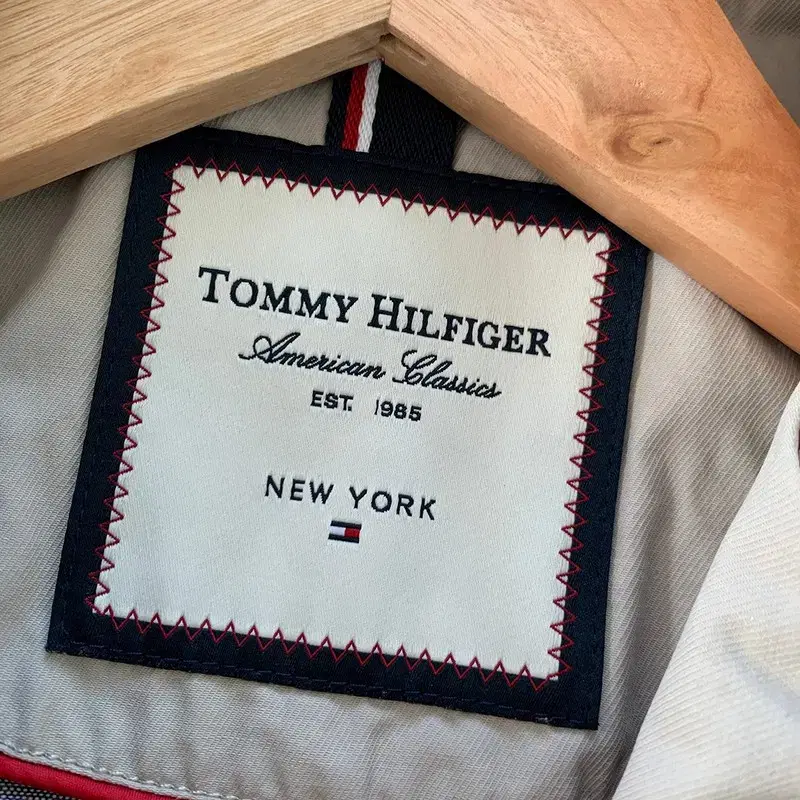 TOMMY HILFIGER
American Classics
EST. 1985
NEW YORK